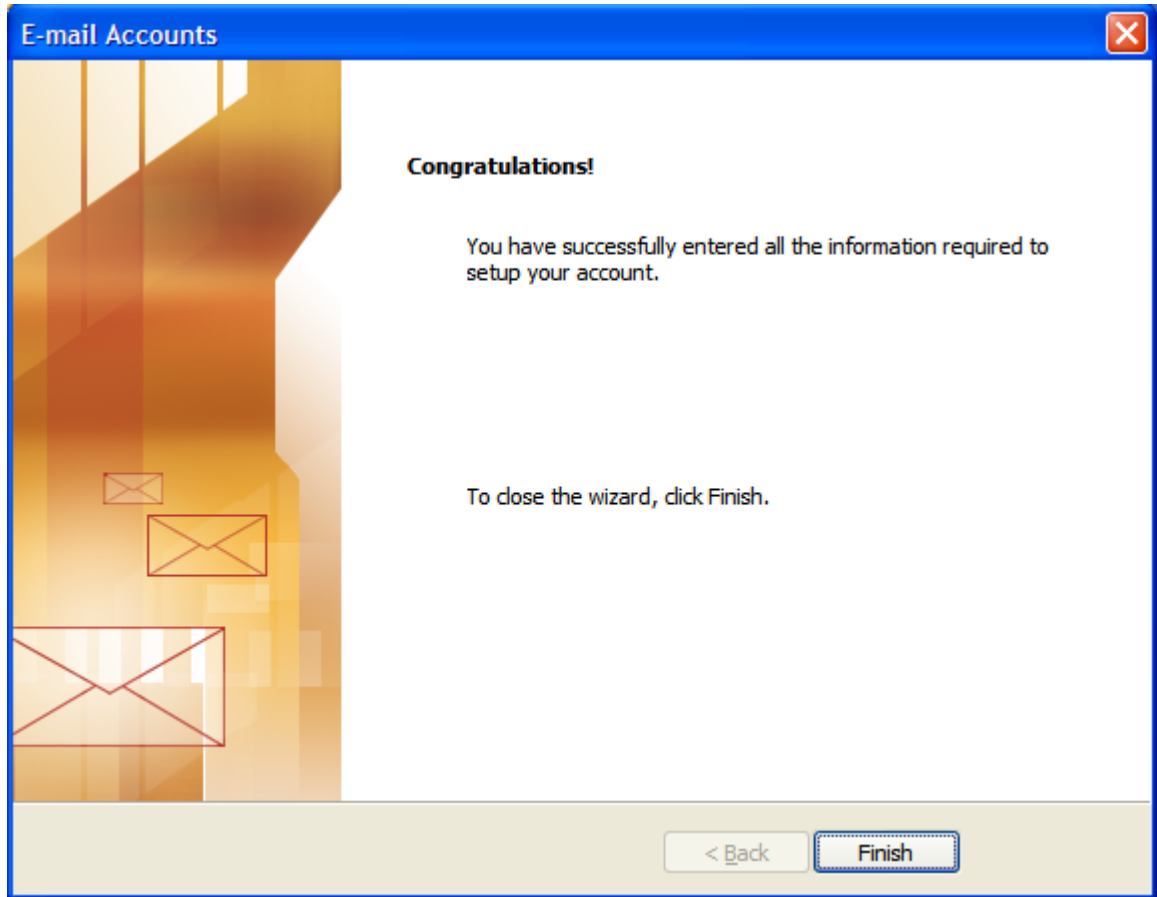 E-mail Accounts
Congratulations!
You have successfully entered all the information required to
setup your account.
To close the wizard, click Finish.
< Back
Finish